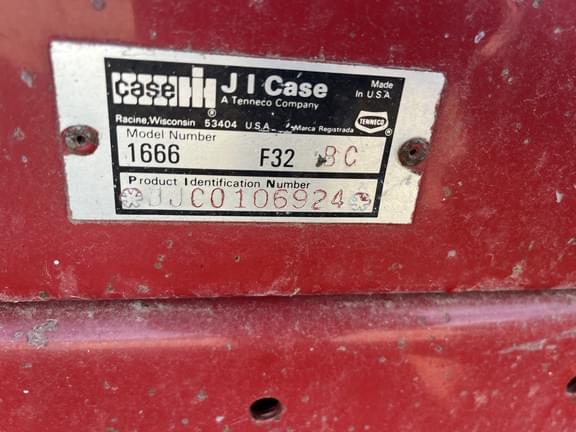 case IH J I Case Made
A Tenneco Company In U.S.A.
Racine, Wisconsin 53404 U.S.A. Marca Registrada TENNECO
Model Number
1666 F32 BC
Product Identification Number
*JJC0106924*